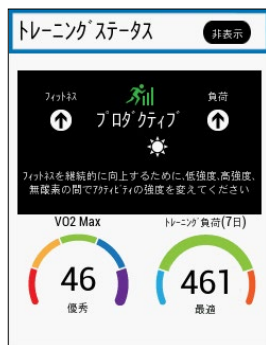 トレーニング ステータス 非表示
フィットネス 負荷
プロダクティブ
フィットネスを継続的に向上するために､低強度､高強度､
無酸素の間でアクティビティの強度を変えてください
VO2 Max トレーニング負荷(7日)
46 461
優秀 最適